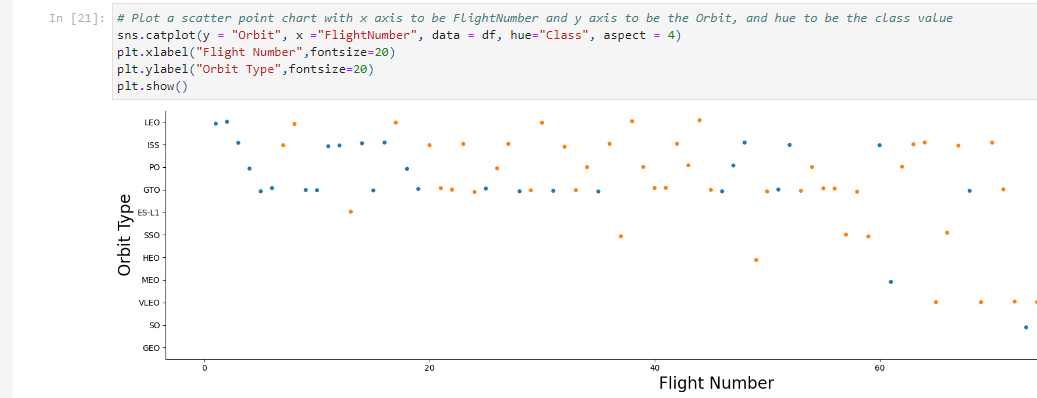 In [21]:
# Plot a scatter point chart with x axis to be FlightNumber and y axis to be the Orbit, and hue to be the class value
sns.catplot(y = "Orbit", x ="FlightNumber", data = df, hue="Class", aspect = 4)
plt.xlabel("Flight Number",fontsize=20)
plt.ylabel("Orbit Type",fontsize=20)
plt.show()
Orbit Type
LEO
ISS
PO
GTO
ES-L1
SSO
HEO
MEO
VLEO
SO
GEO
0 20 40 60
Flight Number